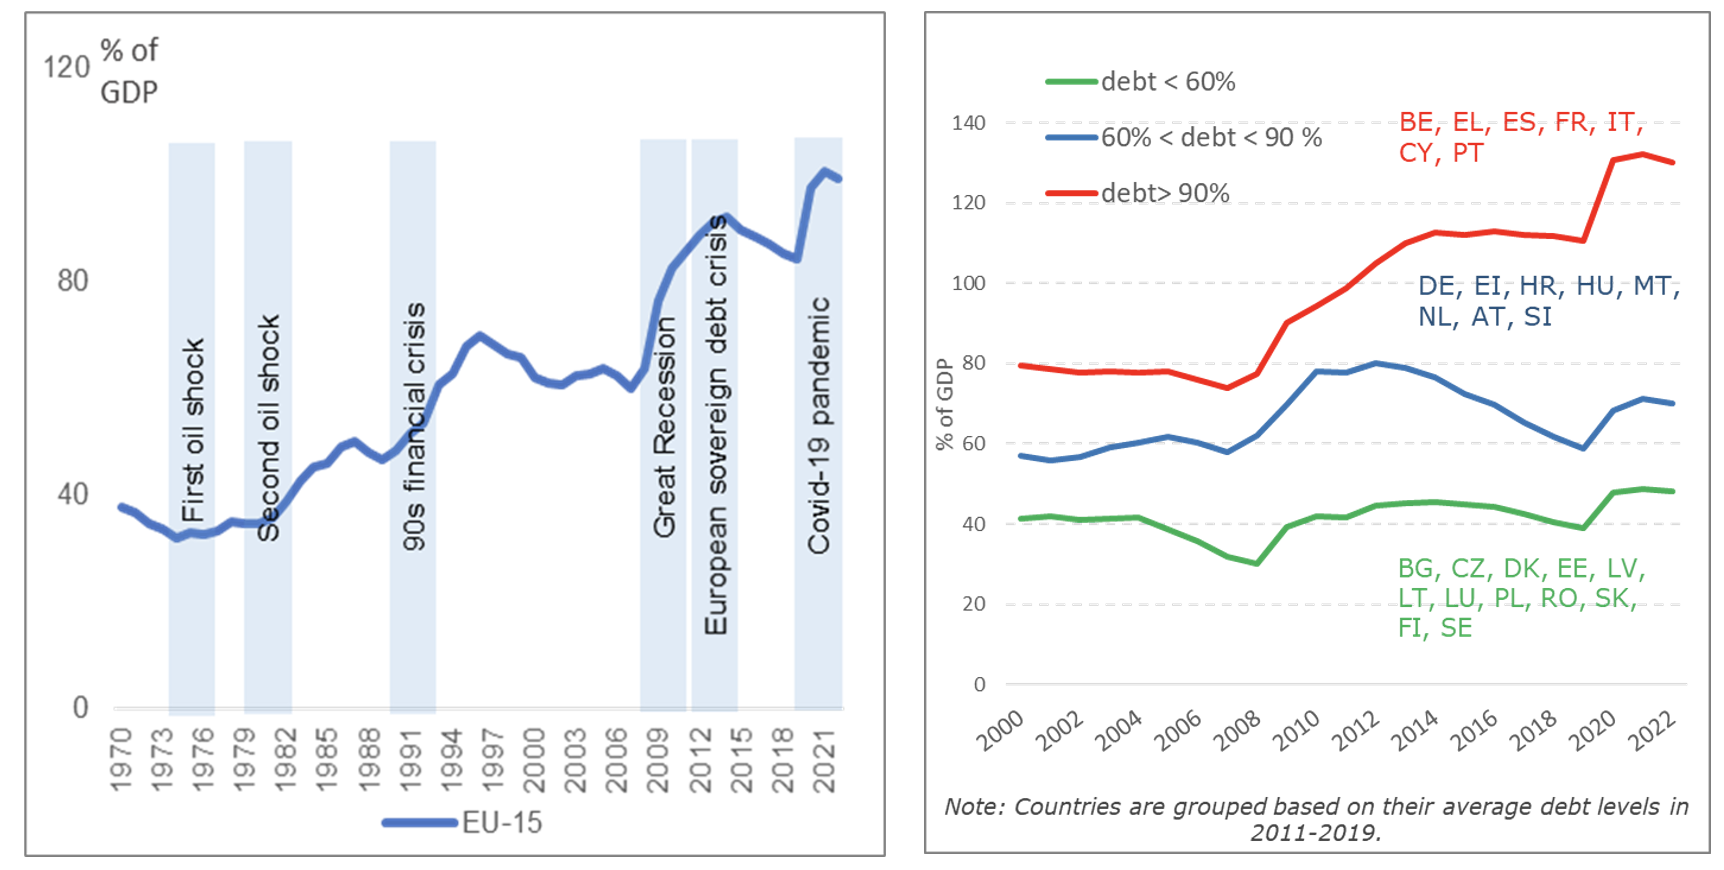 % of
GDP
120
80
40
0
First oil shock
Second oil shock
90s financial crisis
Great Recession
European sovereign debt crisis
Covid-19 pandemic
1970
1973
1976
1979
1982
1985
1988
1991
1994
1997
2000
2003
2006
2009
2012
2015
2018
2021
EU-15
debt < 60%
60% < debt < 90 %
debt> 90%
% of GDP
140
120
100
80
60
40
20
0
BE, EL, ES, FR, IT,
CY, PT
DE, EI, HR, HU, MT,
NL, AT, SI
BG, CZ, DK, EE, LV,
LT, LU, PL, RO, SK,
FI, SE
2000
2002
2004
2006
2008
2010
2012
2014
2016
2018
2020
2022
Note: Countries are grouped based on their average debt levels in
2011-2019.